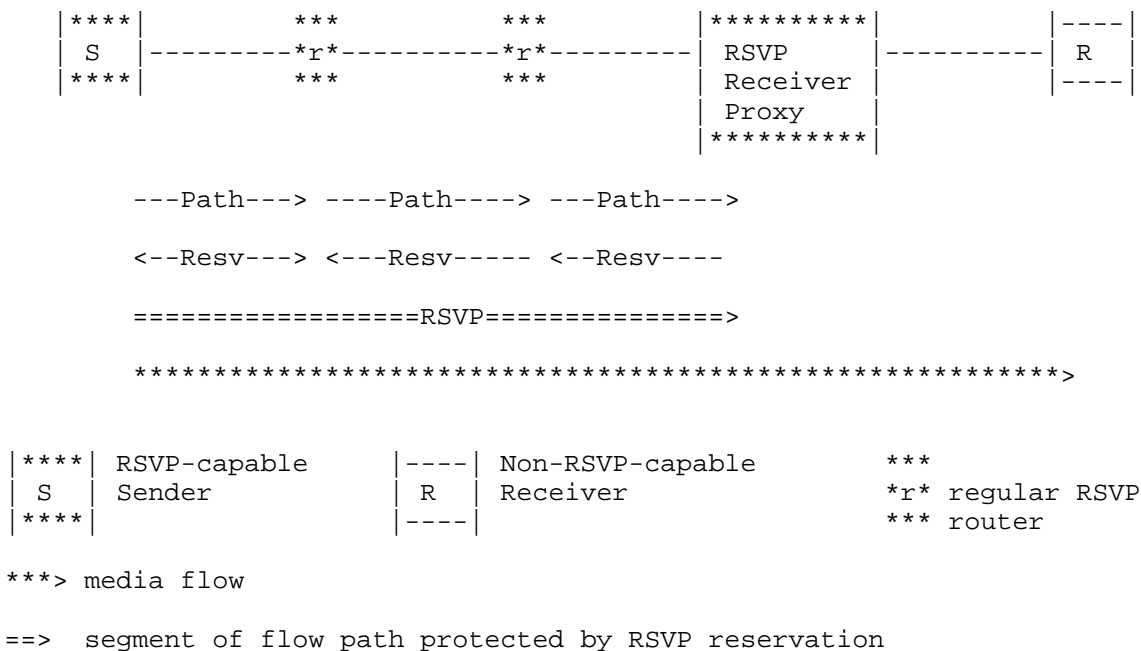 |****|         ***          ***         |**********|          |----|
| S  |---------*r*----------*r*---------| RSVP     |----------| R  |
|****|         ***          ***         | Receiver |          |----|
                                        | Proxy    |
                                        |**********|
---Path---> ----Path----> ---Path---->
<--Resv---> <---Resv----- <--Resv----
==================RSVP===============>
**********************************************************>
|****| RSVP-capable     |----| Non-RSVP-capable        ***
| S  | Sender           | R  | Receiver                *r* regular RSVP
|****|                  |----|                         *** router
***> media flow
==>  segment of flow path protected by RSVP reservation